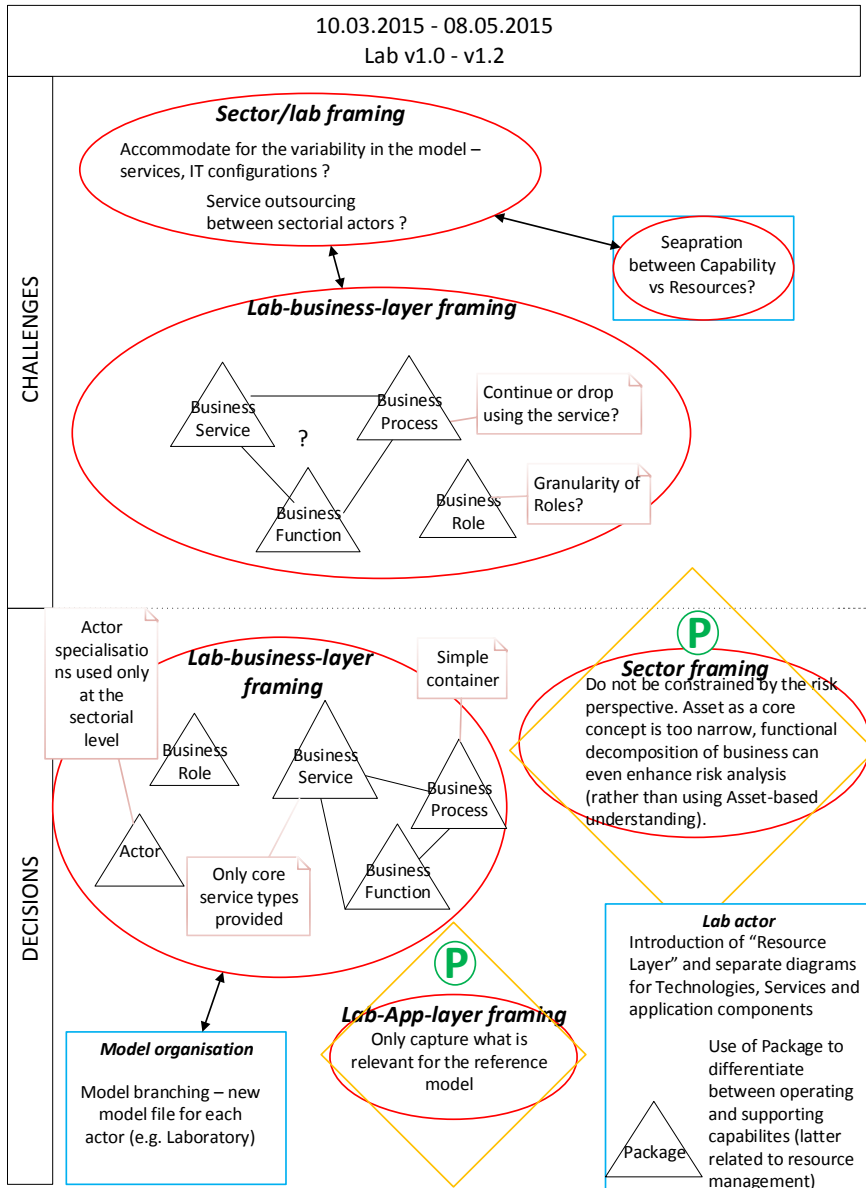 10.03.2015 - 08.05.2015
Lab v1.0 - v1.2
CHALLENGES
Sector/lab framing
Accommodate for the variability in the model –
services, IT configurations ?
Service outsourcing
between sectorial actors ?
Seapration
between Capability
vs Resources?
Lab-business-layer framing
Business
Service
Business
Process
Continue or drop
using the service?
?
Business
Function
Business
Role
Granularity of
Roles?
DECISIONS
Actor
specialisatio
ns used only
at the
sectorial
level
Lab-business-layer
framing
Simple
container
Business
Role
Business
Service
Business
Process
Actor
Only core
service types
provided
Business
Function
P
Sector framing
Do not be constrained by the risk
perspective. Asset as a core
concept is too narrow, functional
decomposition of business can
even enhance risk analysis
(rather than using Asset-based
understanding).
P
Lab-App-layer framing
Only capture what is
relevant for the reference
model
Model organisation
Model branching – new
model file for each
actor (e.g. Laboratory)
Lab actor
Introduction of “Resource
Layer” and separate diagrams
for Technologies, Services and
application components
Use of Package to
differentiate
between operating
and supporting
capabilites (latter
related to resource
management)
Package